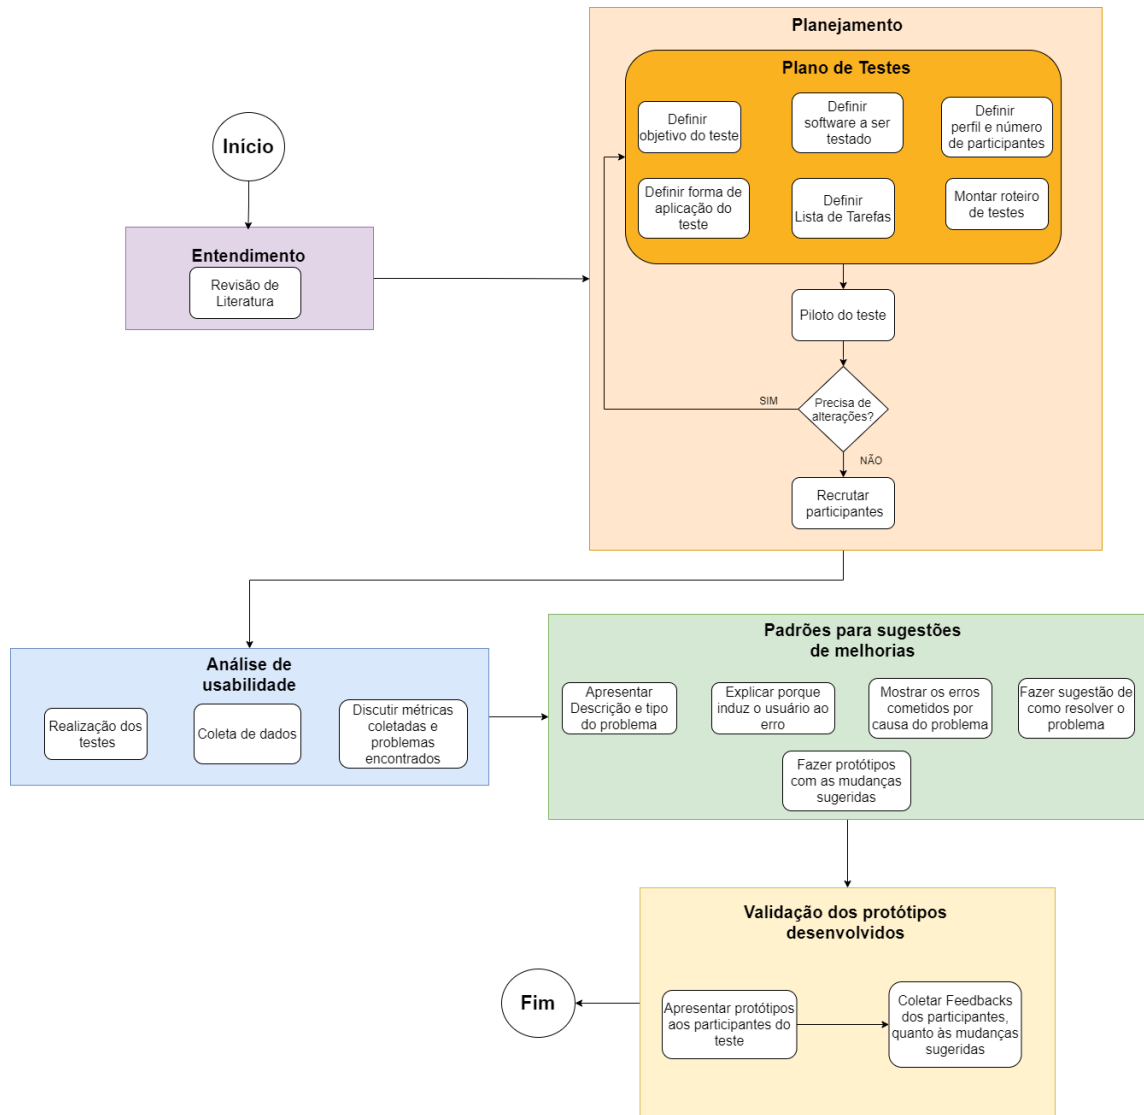 Início
Entendimento
Revisão de
Literatura
Planejamento
Plano de Testes
Definir
objetivo do teste
Definir
software a ser
testado
Definir
perfil e número
de participantes
Definir forma de
aplicação do
teste
Definir
Lista de Tarefas
Montar roteiro
de testes
Piloto do teste
Precisa de
alterações?
SIM
NÃO
Recrutar
participantes
Análise de
usabilidade
Realização dos
testes
Coleta de dados
Discutir métricas
coletadas e
problemas
encontrados
Padrões para sugestões
de melhorias
Apresentar
Descrição e tipo
do problema
Explicar porque
induz o usuário ao
erro
Mostrar os erros
cometidos por
causa do problema
Fazer sugestão de
como resolver o
problema
Fazer protótipos
com as mudanças
sugeridas
Validação dos protótipos
desenvolvidos
Apresentar protótipos
aos participantes do
teste
Coletar Feedbacks
dos participantes,
quanto às mudanças
sugeridas
Fim